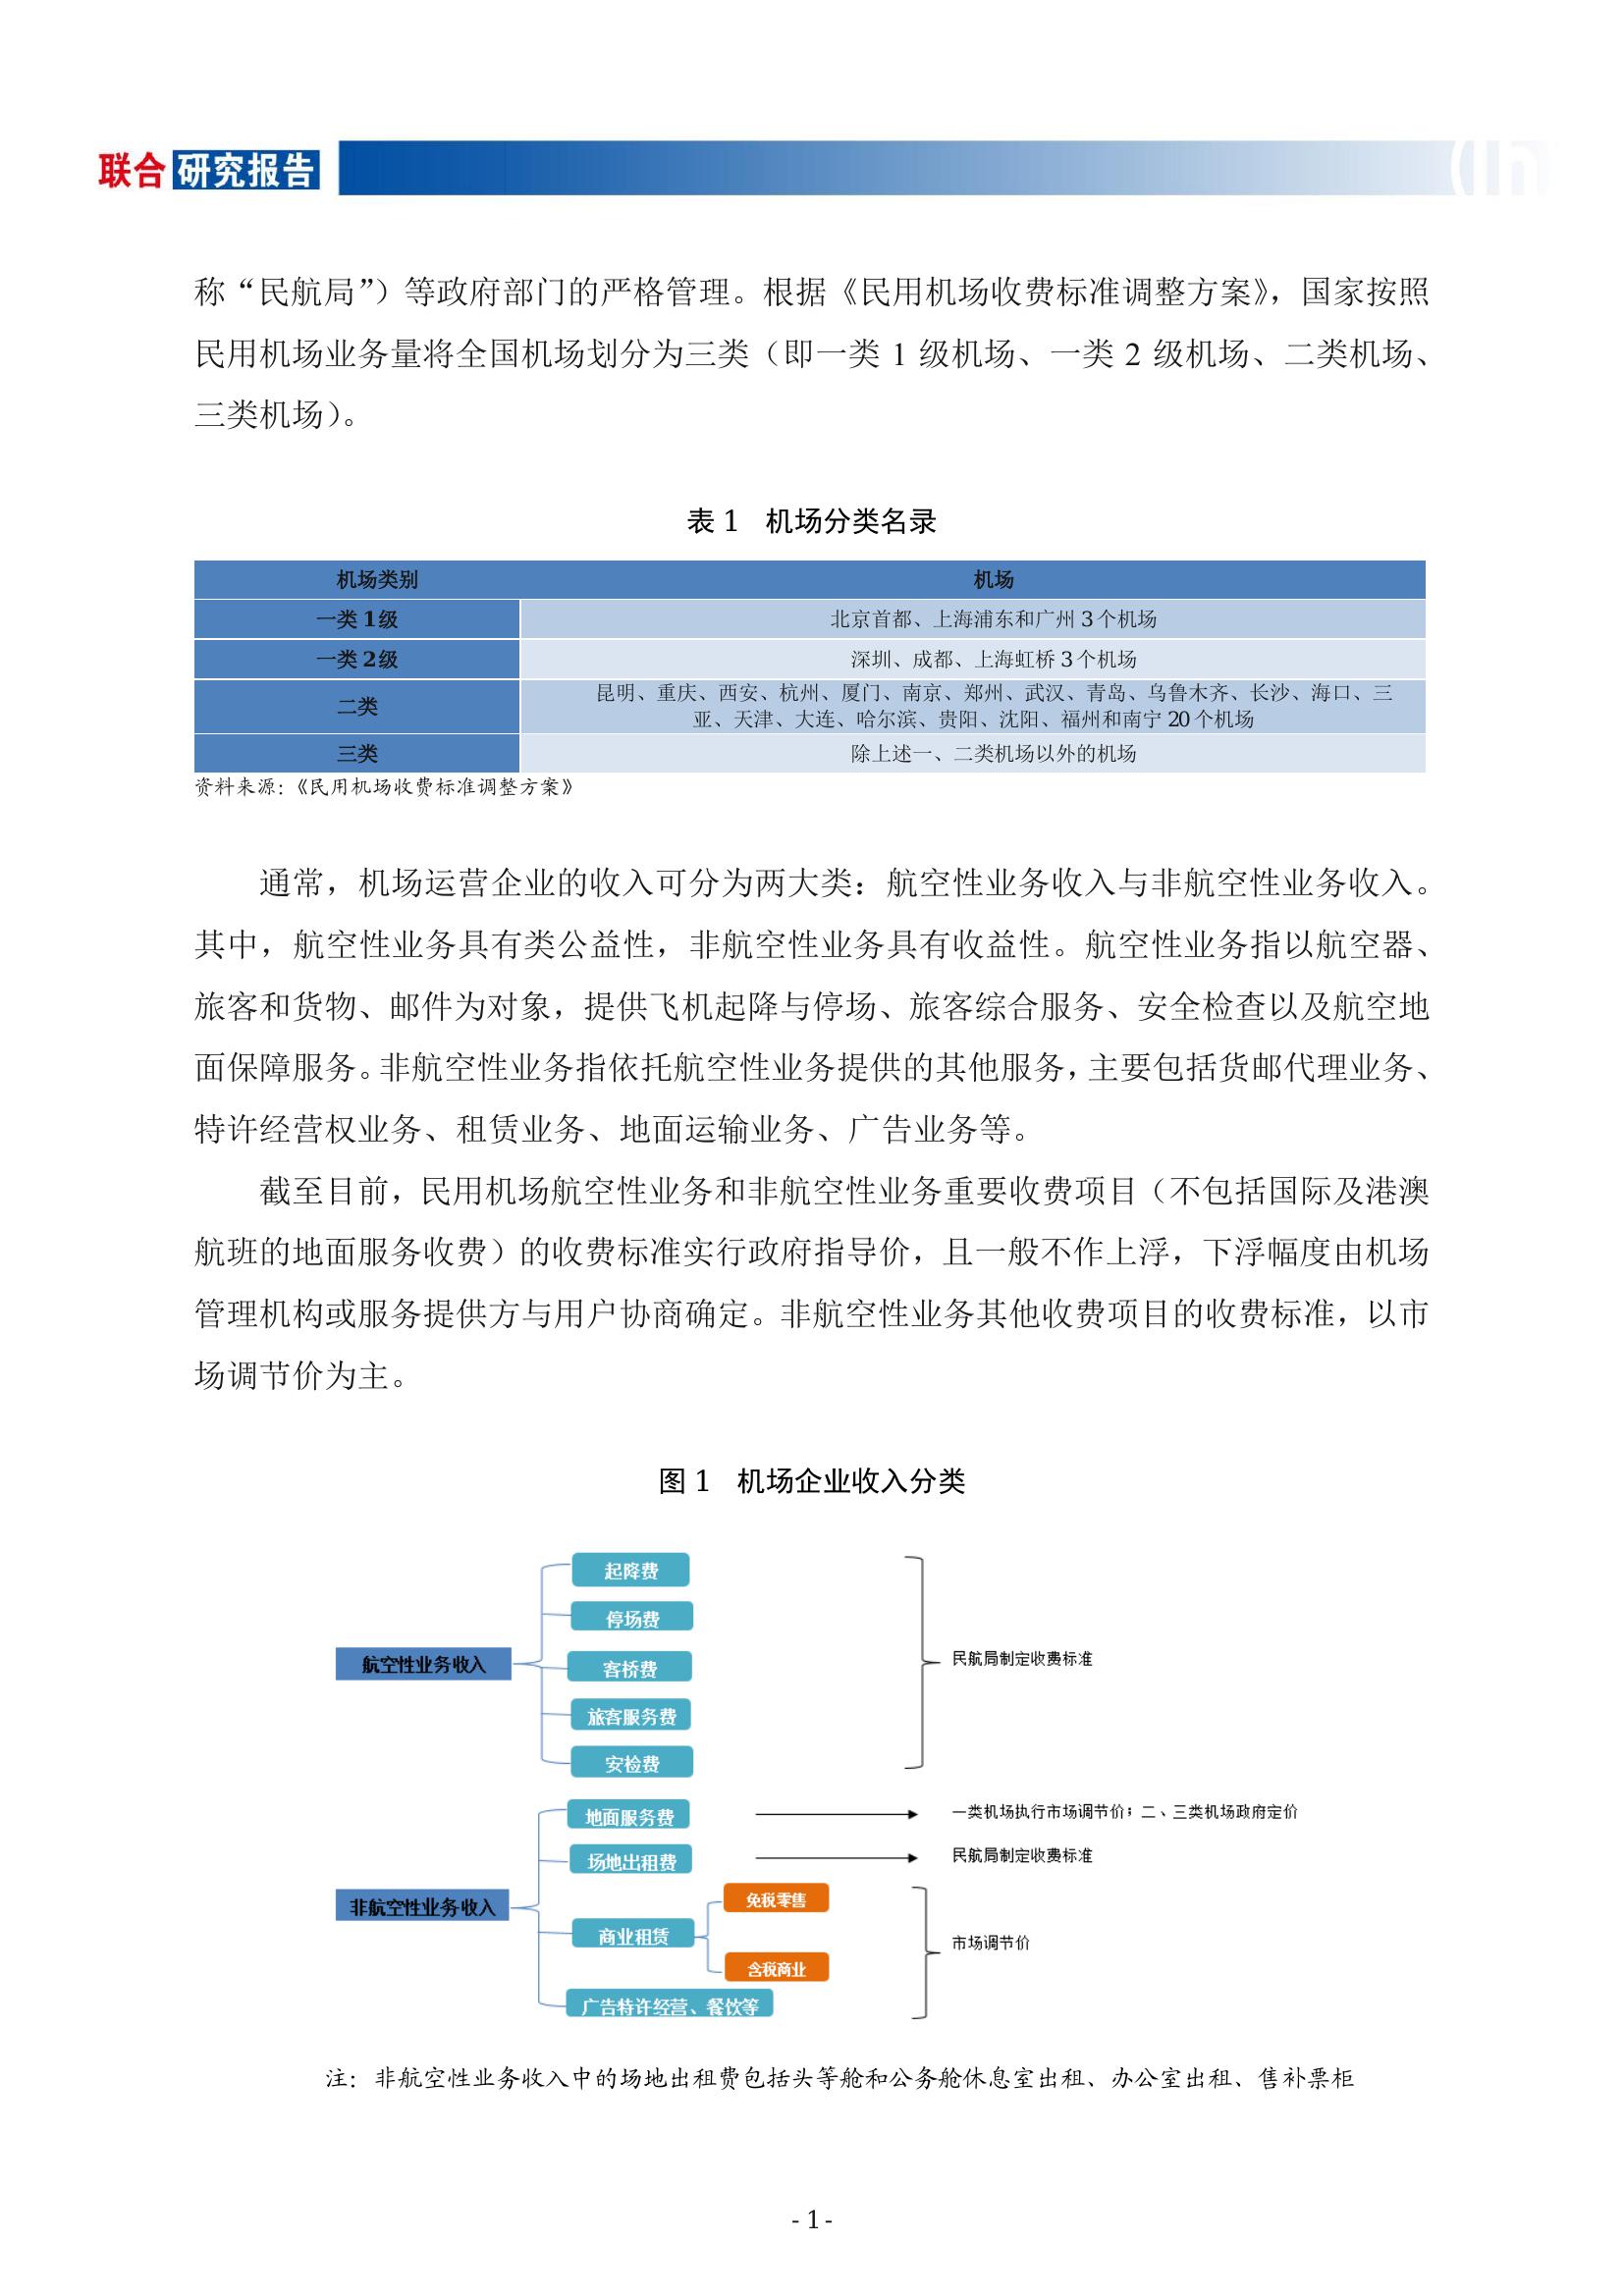 联合研究报告
称“民航局”）等政府部门的严格管理。根据《民用机场收费标准调整方案》，国家按照
民用机场业务量将全国机场划分为三类（即一类 1 级机场、一类 2 级机场、二类机场、
三类机场）。
表 1 机场分类名录
机场类别 机场
一类 1 级 北京首都、上海浦东和广州 3 个机场
一类 2 级 深圳、成都、上海虹桥 3 个机场
二类 昆明、重庆、西安、杭州、厦门、南京、郑州、武汉、青岛、乌鲁木齐、长沙、海口、三
亚、天津、大连、哈尔滨、贵阳、沈阳、福州和南宁 20 个机场
三类 除上述一、二类机场以外的机场
资料来源：《民用机场收费标准调整方案》
通常，机场运营企业的收入可分为两大类：航空性业务收入与非航空性业务收入。
其中，航空性业务具有类公益性，非航空性业务具有收益性。航空性业务指以航空器、
旅客和货物、邮件为对象，提供飞机起降与停场、旅客综合服务、安全检查以及航空地
面保障服务。非航空性业务指依托航空性业务提供的其他服务，主要包括货邮代理业务、
特许经营权业务、租赁业务、地面运输业务、广告业务等。
截至目前，民用机场航空性业务和非航空性业务重要收费项目（不包括国际及港澳
航班的地面服务收费）的收费标准实行政府指导价，且一般不作上浮，下浮幅度由机场
管理机构或服务提供方与用户协商确定。非航空性业务其他收费项目的收费标准，以市
场调节价为主。
图 1 机场企业收入分类
起降费
停场费
航空性业务收入
客桥费
民航局制定收费标准
旅客服务费
安检费
地面服务费
一类机场执行市场调节价；二、三类机场政府定价
场地出租费
民航局制定收费标准
非航空性业务收入
免税零售
商业租赁
市场调节价
含税商业
广告特许经营、餐饮等
注：非航空性业务收入中的场地出租费包括头等舱和公务舱休息室出租、办公室出租、售补票柜
- 1 -